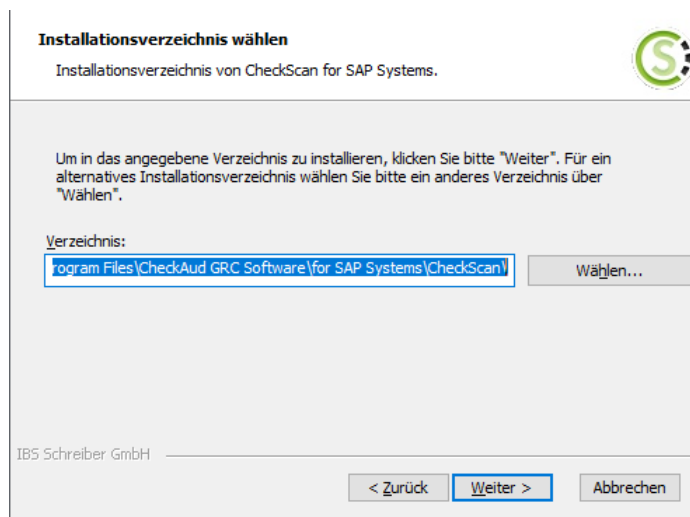 Installationsverzeichnis wählen
Installationsverzeichnis von CheckScan for SAP Systems.
S
Um in das angegebene Verzeichnis zu installieren, klicken Sie bitte "Weiter". Für ein
alternatives Installationsverzeichnis wählen Sie bitte ein anderes Verzeichnis über
"Wählen".
Verzeichnis:
rogram Files\CheckAud GRC Software\for SAP Systems\CheckScan\
Wählen...
IBS Schreiber GmbH
< Zurück
Weiter >
Abbrechen